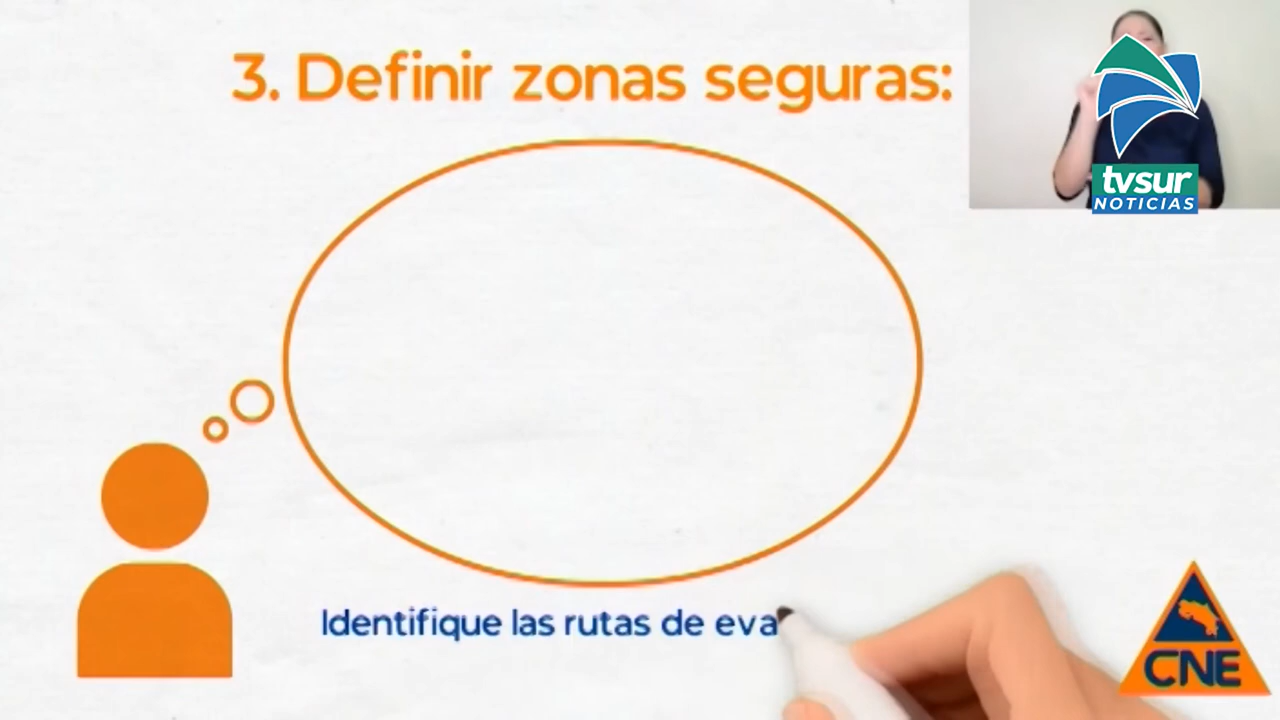 3. Definir zonas seguras:
tvsur
NOTICIAS
Identifique las rutas de eva
CNE